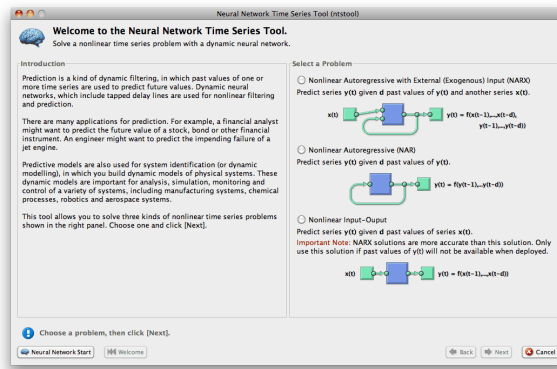 Neural Network Time Series Tool (ntstool)
Welcome to the Neural Network Time Series Tool.
Solve a nonlinear time series problem with a dynamic neural network.
Introduction
Prediction is a kind of dynamic filtering, in which past values of one or
more time series are used to predict future values. Dynamic neural
networks, which include tapped delay lines are used for nonlinear filtering
and prediction.
There are many applications for prediction. For example, a financial analyst
might want to predict the future value of a stock, bond or other financial
instrument. An engineer might want to predict the impending failure of a
jet engine.
Predictive models are also used for system identification (or dynamic
modelling), in which you build dynamic models of physical systems. These
dynamic models are important for analysis, simulation, monitoring and
control of a variety of systems, including manufacturing systems, chemical
processes, robotics and aerospace systems.
This tool allows you to solve three kinds of nonlinear time series problems
shown in the right panel. Choose one and click [Next].
Select a Problem
Nonlinear Autoregressive with External (Exogenous) Input (NARX)
Predict series y(t) given d past values of y(t) and another series x(t).
x(t)
y(t) = f(x(t-1),...,x(t-d),
y(t-1),...,y(t-d))
Nonlinear Autoregressive (NAR)
Predict series y(t) given d past values of y(t).
y(t) = f(y(t-1),...y(t-d))
Nonlinear Input-Ouput
Predict series y(t) given d past values of series x(t).
Important Note: NARX solutions are more accurate than this solution. Only
use this solution if past values of y(t) will not be available when deployed.
x(t)
y(t) = f(x(t-1),...,x(t-d))
Choose a problem, then click [Next].
Neural Network Start
Welcome
Back
Next
Cancel